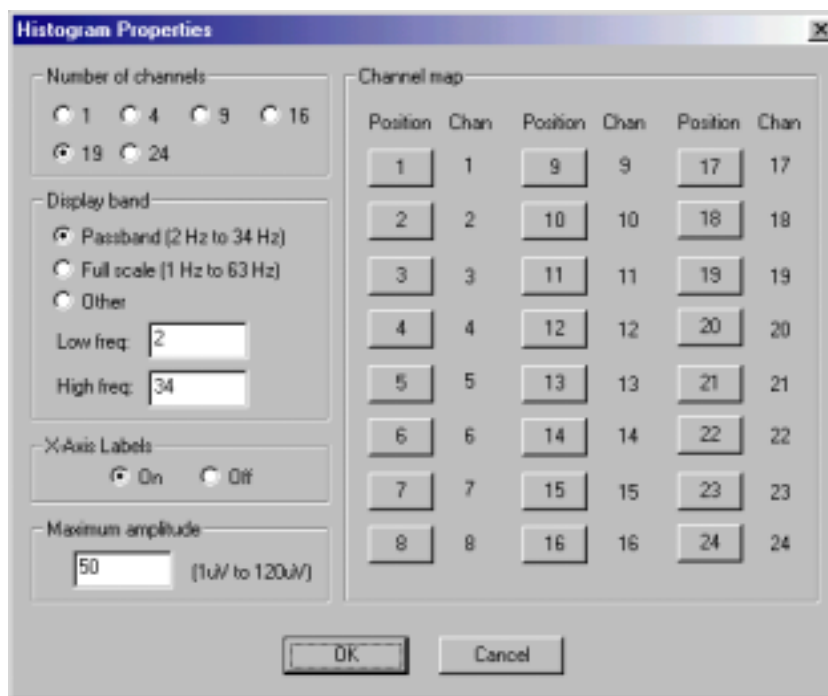 Histogram Properties
Number of channels
1 4 9 16
19 24
Display band
Passband (2 Hz to 34 Hz)
Full scale (1 Hz to 63 Hz)
Other
Low freq: 2
High freq: 34
X-Axis Labels
On Off
Maximum amplitude
50 (1uV to 120uV)
Channel map
Position Chan Position Chan Position Chan
1 1 9 9 17 17
2 2 10 10 18 18
3 3 11 11 19 19
4 4 12 12 20 20
5 5 13 13 21 21
6 6 14 14 22 22
7 7 15 15 23 23
8 8 16 16 24 24
OK Cancel